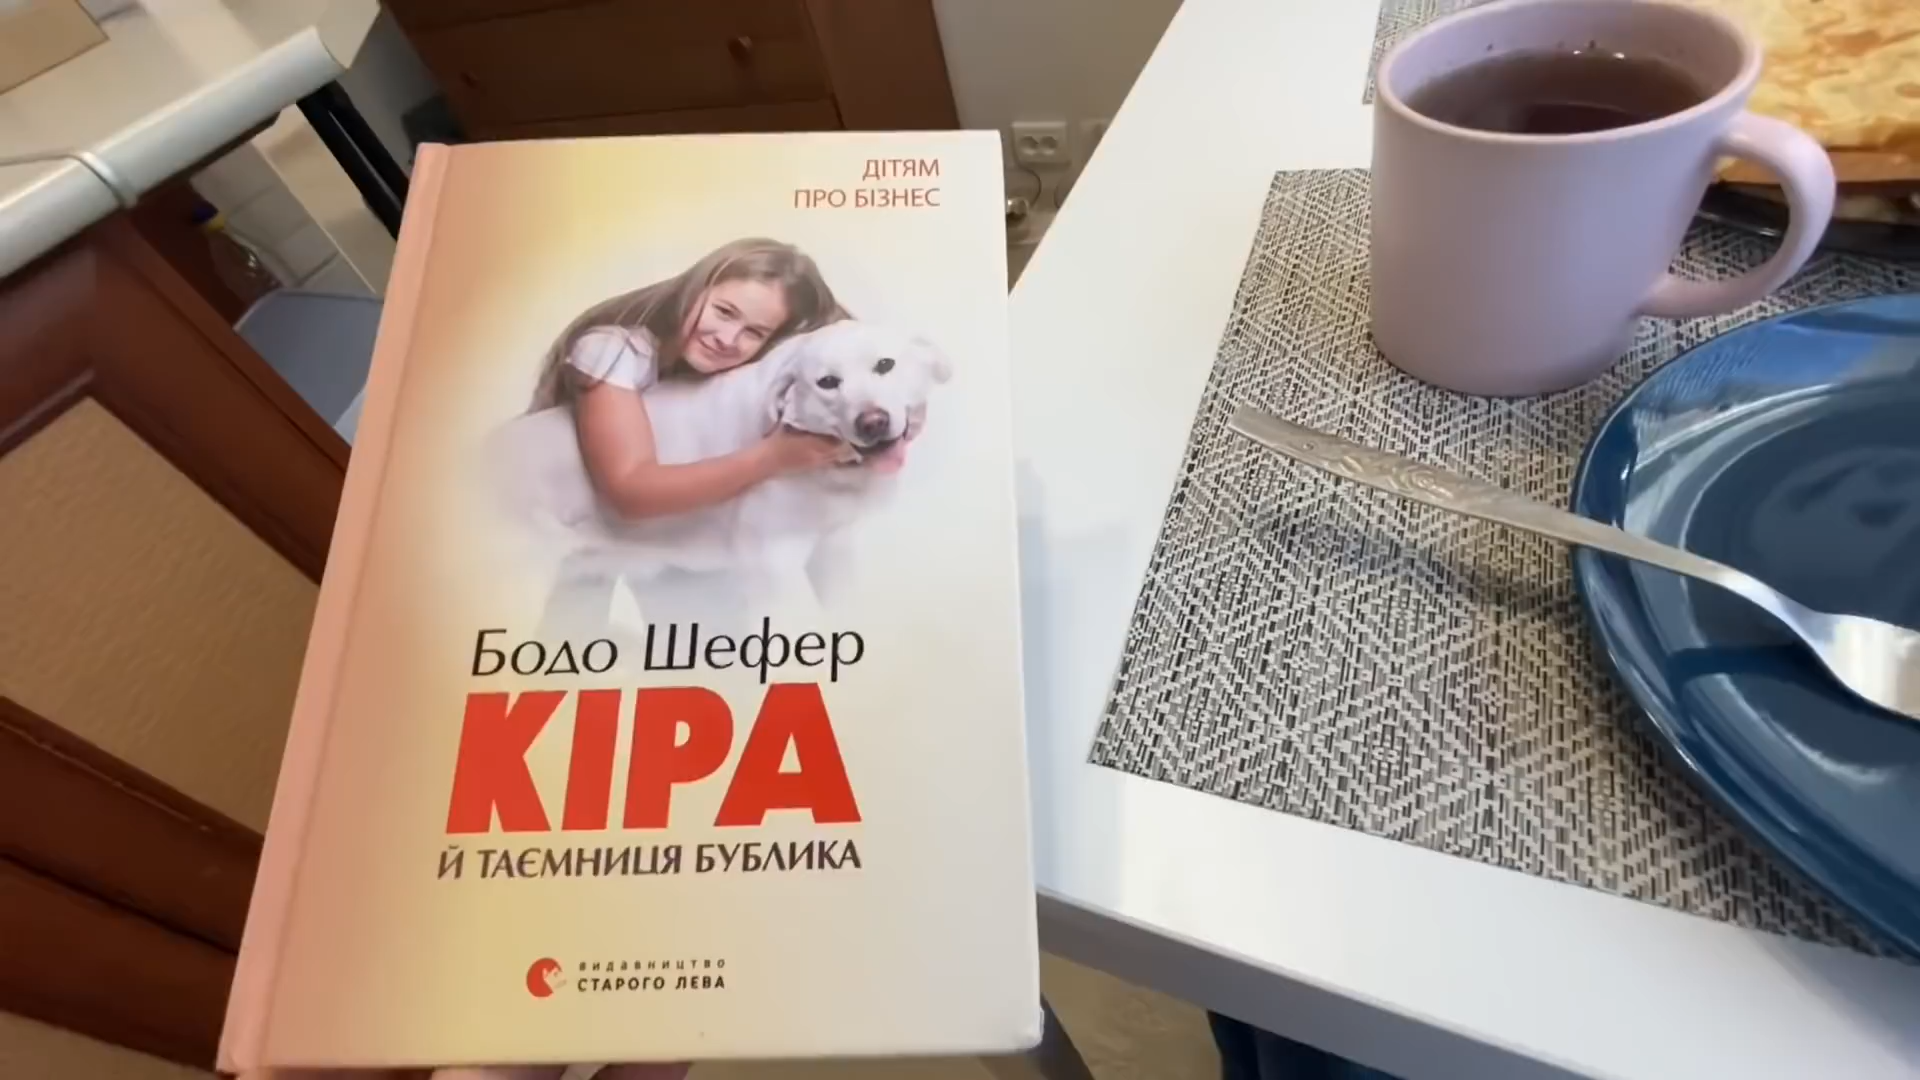 ДІТЯМ
ПРО БІЗНЕС
Бодо Шефер
КІРА
Й ТАЄМНИЦЯ БУБЛИКА
ВИДАВНИЦТВО
СТАРОГО ЛЕВА